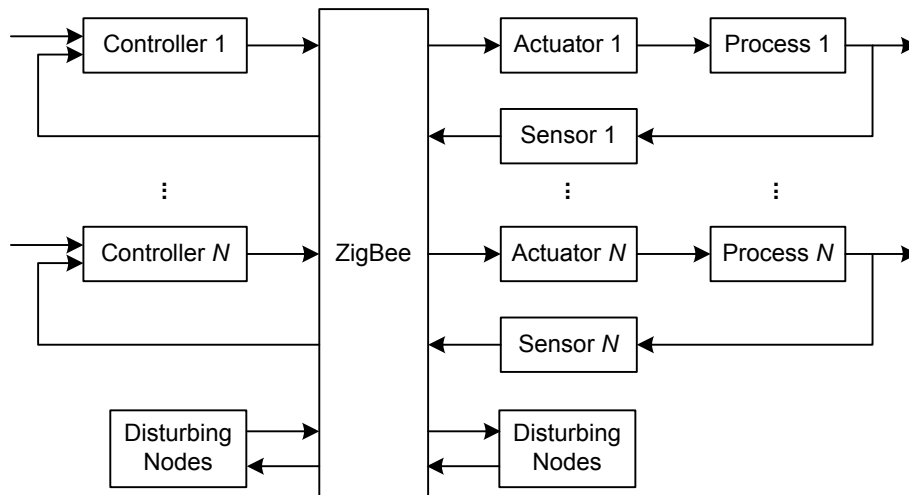 Controller 1
Actuator 1
Process 1
Sensor 1
Controller N
ZigBee
Actuator N
Process N
Sensor N
Disturbing
Nodes
Disturbing
Nodes